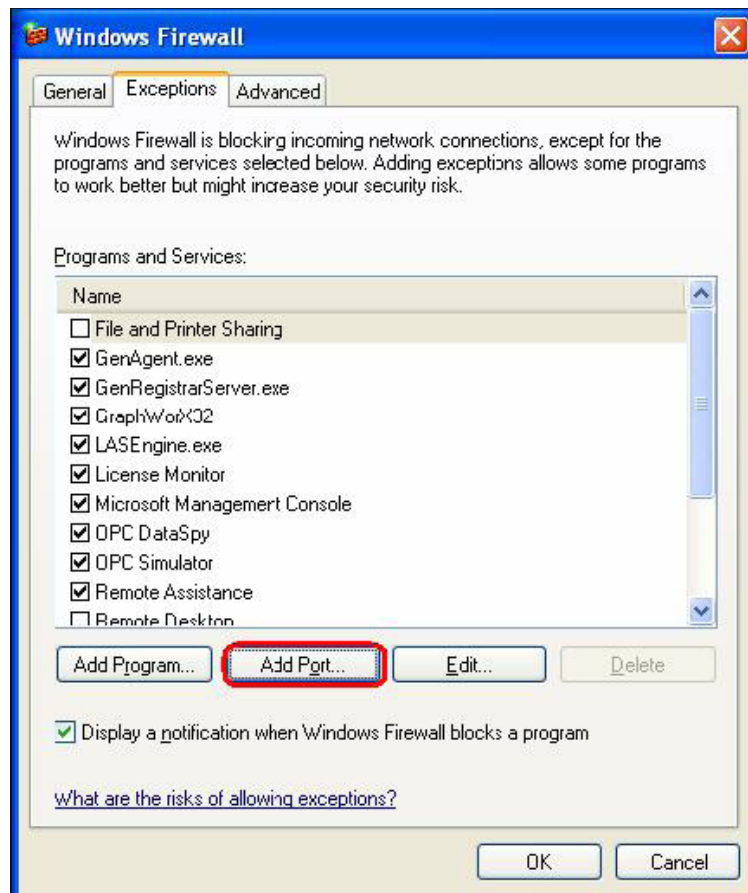 Windows Firewall
General Exceptions Advanced
Windows Firewall is blocking incoming network connections, except for the
programs and services selected below. Adding exceptions allows some programs
to work better but might increase your security risk.
Programs and Services:
Name
File and Printer Sharing
GenAgent.exe
GenRegistrarServer.exe
GraphWorX32
LASEngine.exe
License Monitor
Microsoft Management Console
OPC DataSpy
OPC Simulator
Remote Assistance
Remote Desktop
Add Program... Add Port... Edit... Delete
Display a notification when Windows Firewall blocks a program
What are the risks of allowing exceptions?
OK Cancel